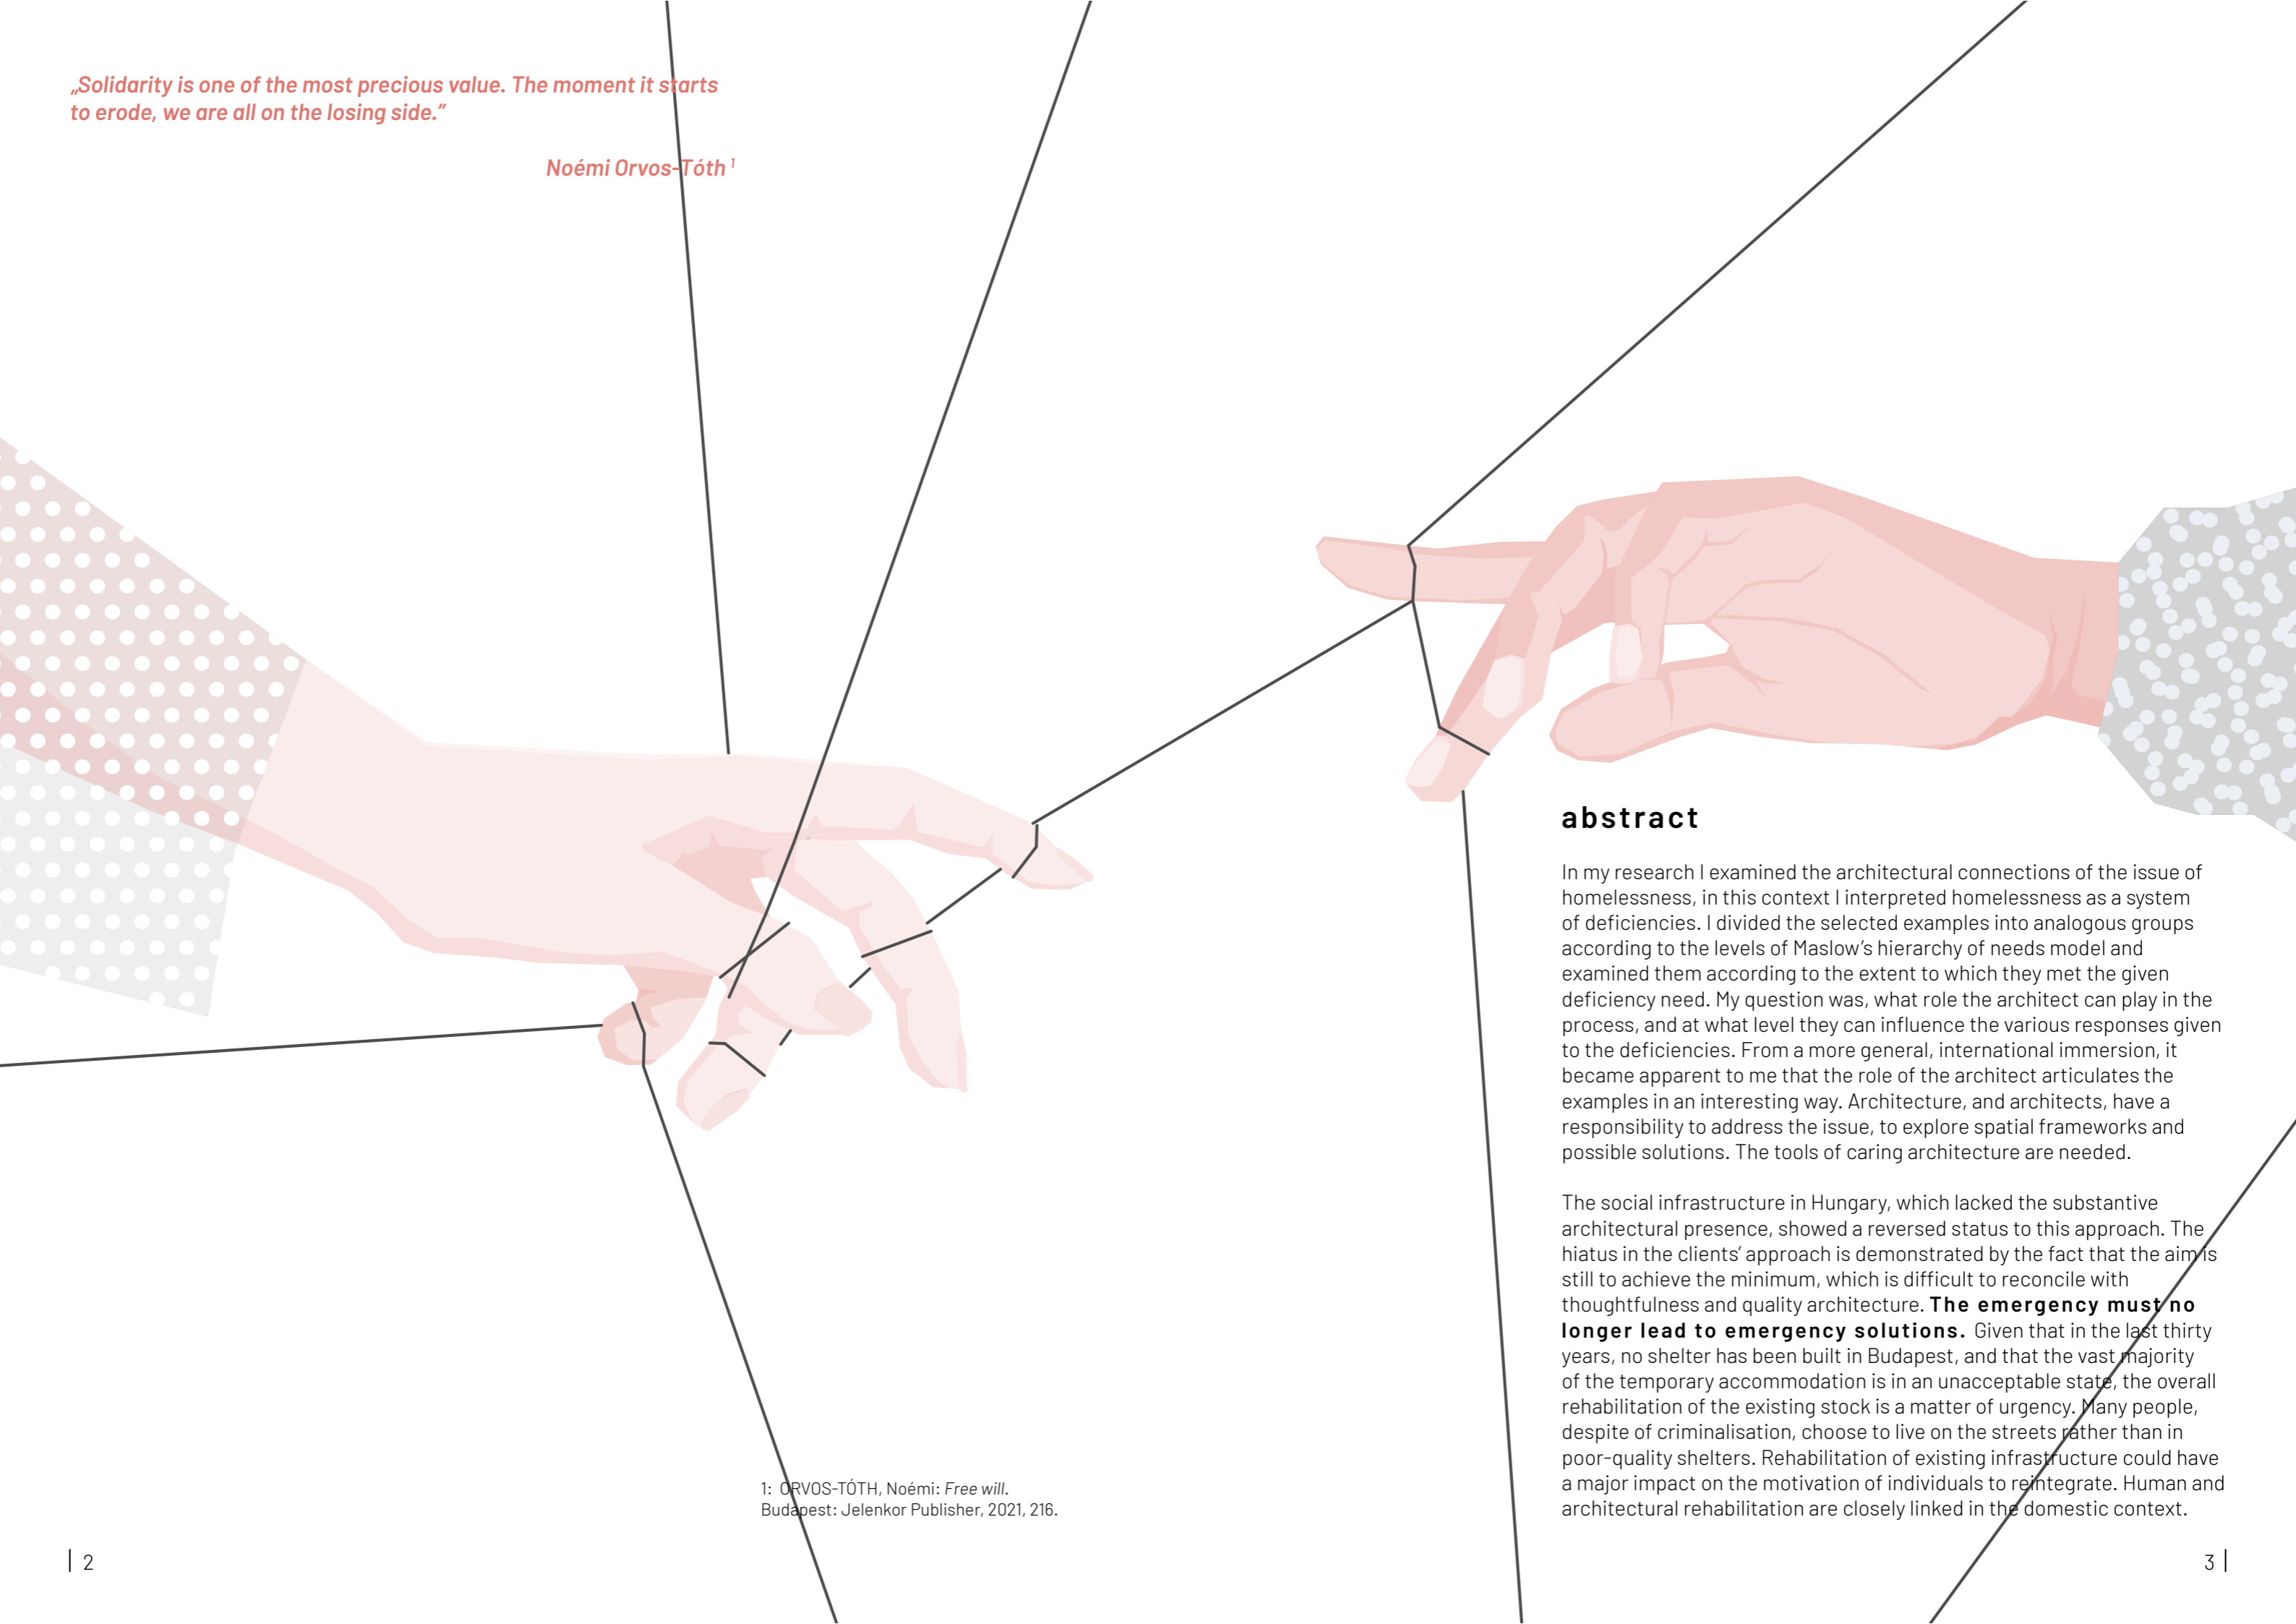 „Solidarity is one of the most precious value. The moment it starts
to erode, we are all on the losing side.”
Noémi Orvos-Tóth ¹
1: ORVOS-TÓTH, Noémi: Free will.
Budapest: Jelenkor Publisher, 2021, 216.
| 2
abstract
In my research I examined the architectural connections of the issue of
homelessness, in this context I interpreted homelessness as a system
of deficiencies. I divided the selected examples into analogous groups
according to the levels of Maslow’s hierarchy of needs model and
examined them according to the extent to which they met the given
deficiency need. My question was, what role the architect can play in the
process, and at what level they can influence the various responses given
to the deficiencies. From a more general, international immersion, it
became apparent to me that the role of the architect articulates the
examples in an interesting way. Architecture, and architects, have a
responsibility to address the issue, to explore spatial frameworks and
possible solutions. The tools of caring architecture are needed.
The social infrastructure in Hungary, which lacked the substantive
architectural presence, showed a reversed status to this approach. The
hiatus in the clients’ approach is demonstrated by the fact that the aim is
still to achieve the minimum, which is difficult to reconcile with
thoughtfulness and quality architecture. The emergency must no
longer lead to emergency solutions. Given that in the last thirty
years, no shelter has been built in Budapest, and that the vast majority
of the temporary accommodation is in an unacceptable state, the overall
rehabilitation of the existing stock is a matter of urgency. Many people,
despite of criminalisation, choose to live on the streets rather than in
poor-quality shelters. Rehabilitation of existing infrastructure could have
a major impact on the motivation of individuals to reintegrate. Human and
architectural rehabilitation are closely linked in the domestic context.
3 |